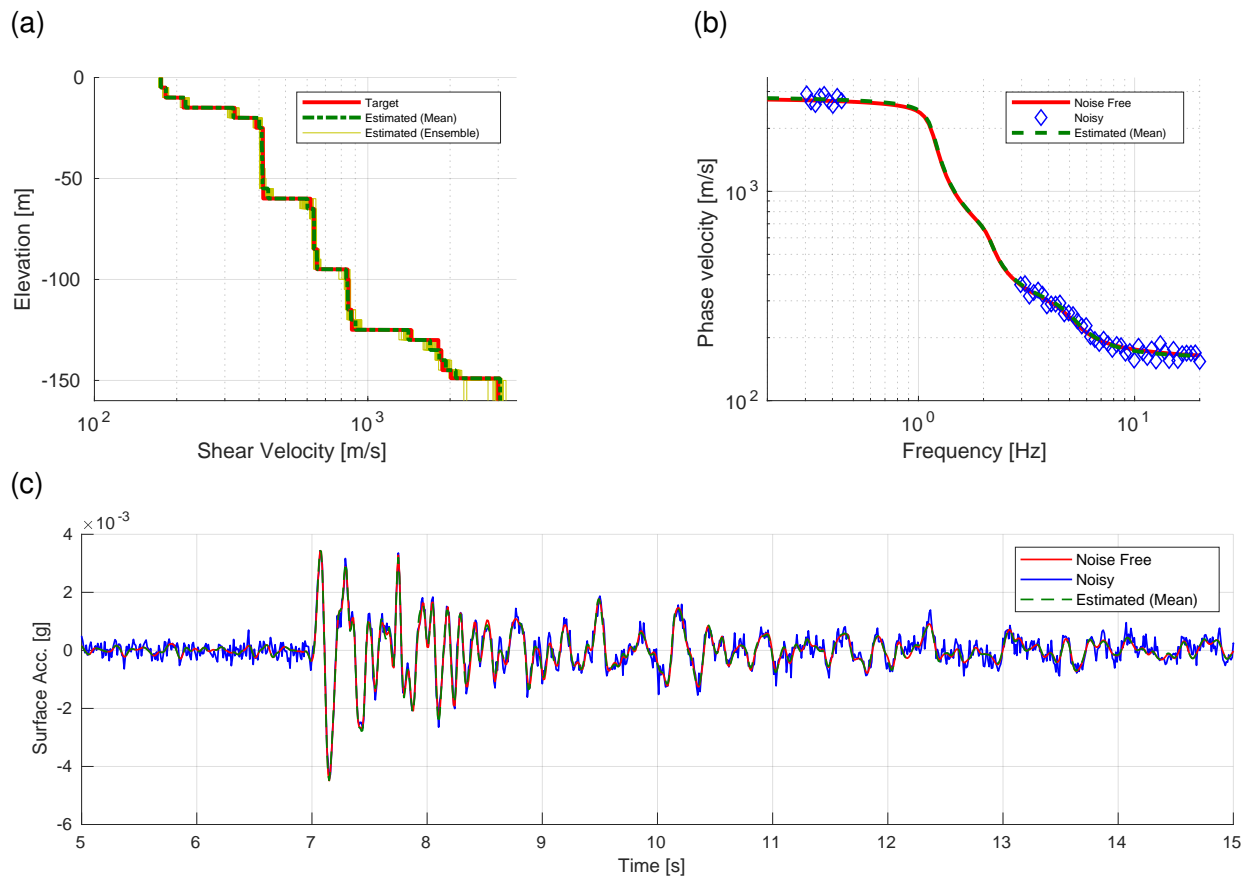 (a)
(b)
0
-50
-100
-150
Elevation [m]
10^2
10^3
Shear Velocity [m/s]
Target
Estimated (Mean)
Estimated (Ensemble)
10^3
10^2
Phase velocity [m/s]
10^0
10^1
Frequency [Hz]
Noise Free
Noisy
Estimated (Mean)
(c)
×10^-3
4
2
0
-2
-4
-6
Surface Acc. [g]
5 6 7 8 9 10 11 12 13 14 15
Time [s]
Noise Free
Noisy
Estimated (Mean)